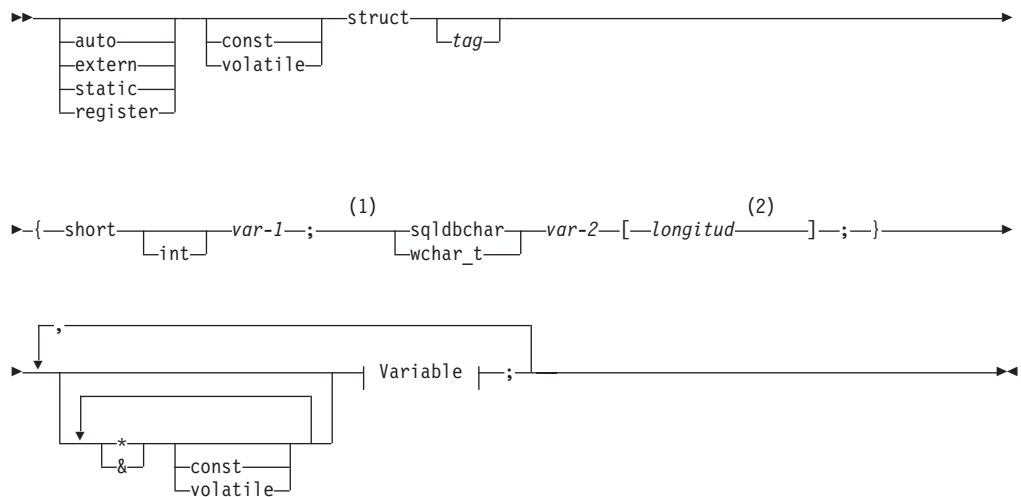 struct
auto const tag
extern volatile
static
register
(1) (2)
{ short var-1 ; sqldbchar var-2 [ longitud ] ; }
int wchar_t
,
Variable ;
*
& const
volatile